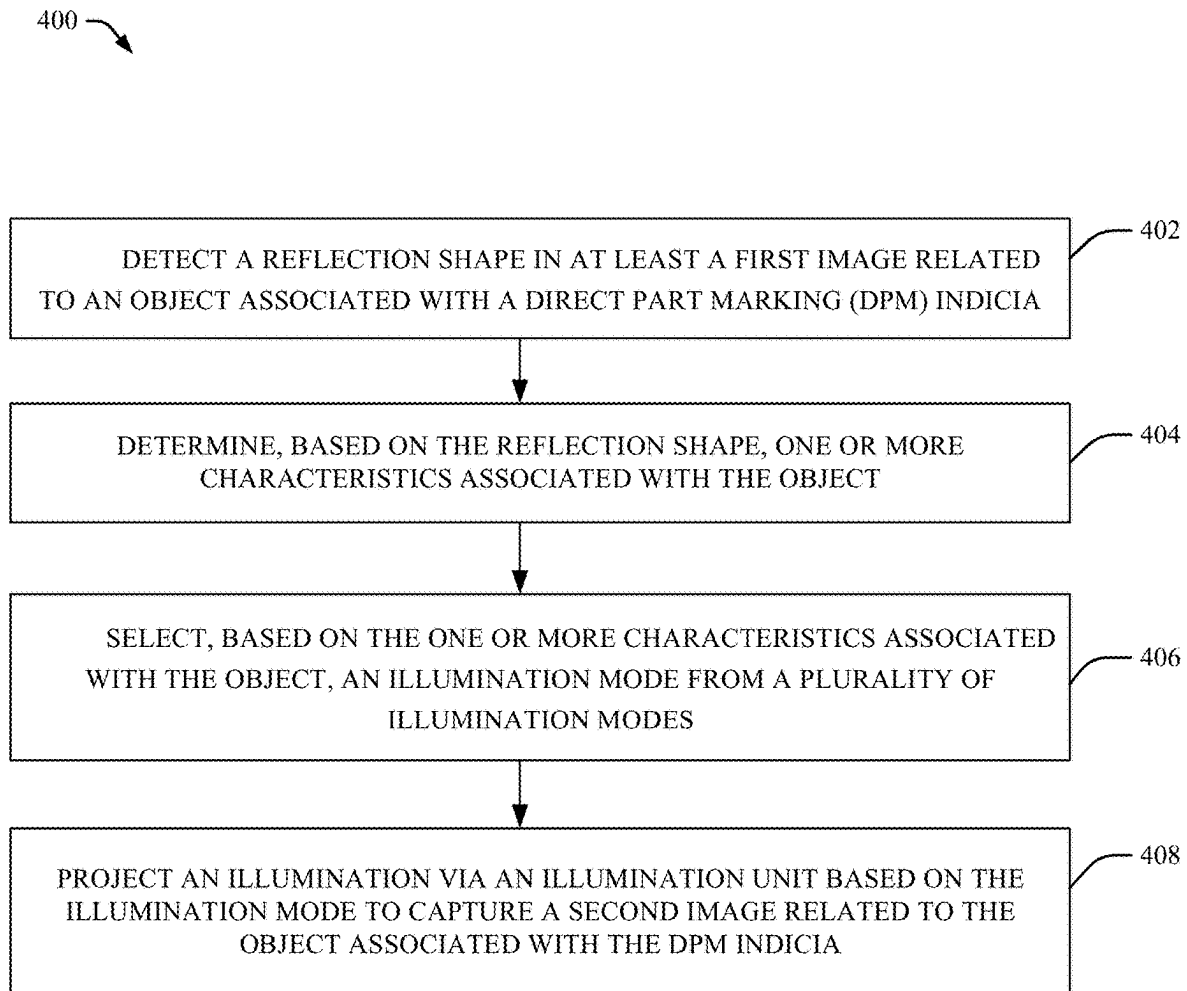 400
DETECT A REFLECTION SHAPE IN AT LEAST A FIRST IMAGE RELATED
TO AN OBJECT ASSOCIATED WITH A DIRECT PART MARKING (DPM) INDICIA
402
DETERMINE, BASED ON THE REFLECTION SHAPE, ONE OR MORE
CHARACTERISTICS ASSOCIATED WITH THE OBJECT
404
SELECT, BASED ON THE ONE OR MORE CHARACTERISTICS ASSOCIATED
WITH THE OBJECT, AN ILLUMINATION MODE FROM A PLURALITY OF
ILLUMINATION MODES
406
PROJECT AN ILLUMINATION VIA AN ILLUMINATION UNIT BASED ON THE
ILLUMINATION MODE TO CAPTURE A SECOND IMAGE RELATED TO THE
OBJECT ASSOCIATED WITH THE DPM INDICIA
408